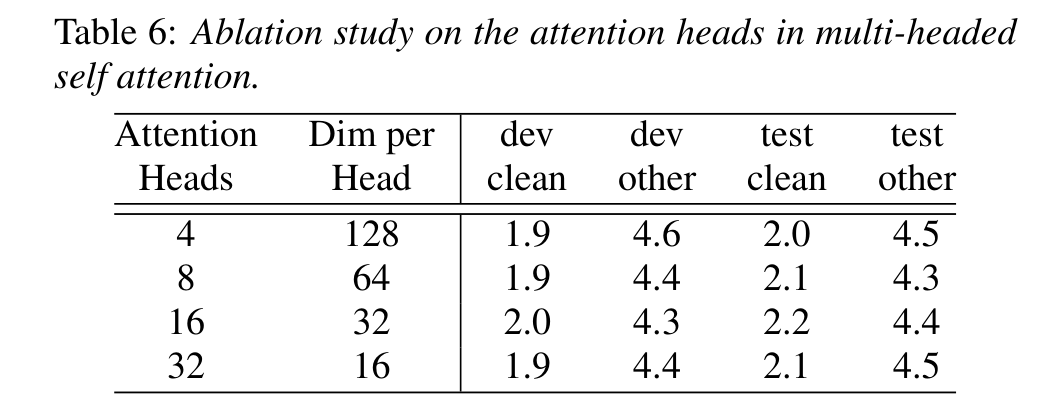 Table 6: Ablation study on the attention heads in multi-headed
self attention.
Attention Dim per dev dev test test
Heads Head clean other clean other
4 128 1.9 4.6 2.0 4.5
8 64 1.9 4.4 2.1 4.3
16 32 2.0 4.3 2.2 4.4
32 16 1.9 4.4 2.1 4.5